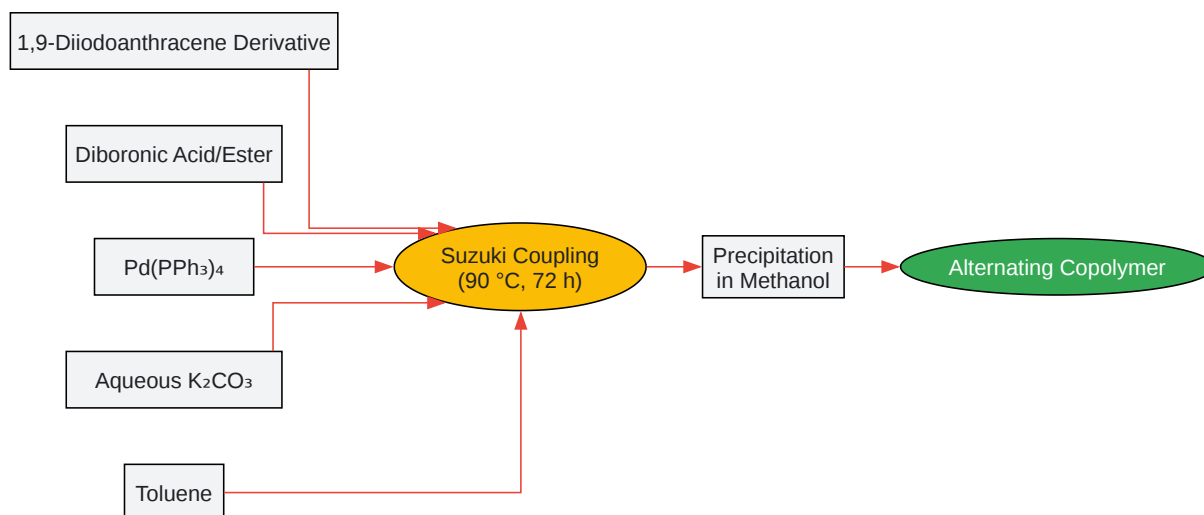 1,9-Diiodoanthracene Derivative
Diboronic Acid/Ester
Pd(PPh₃)₄
Aqueous K₂CO₃
Toluene
Suzuki Coupling
(90 °C, 72 h)
Precipitation
in Methanol
Alternating Copolymer